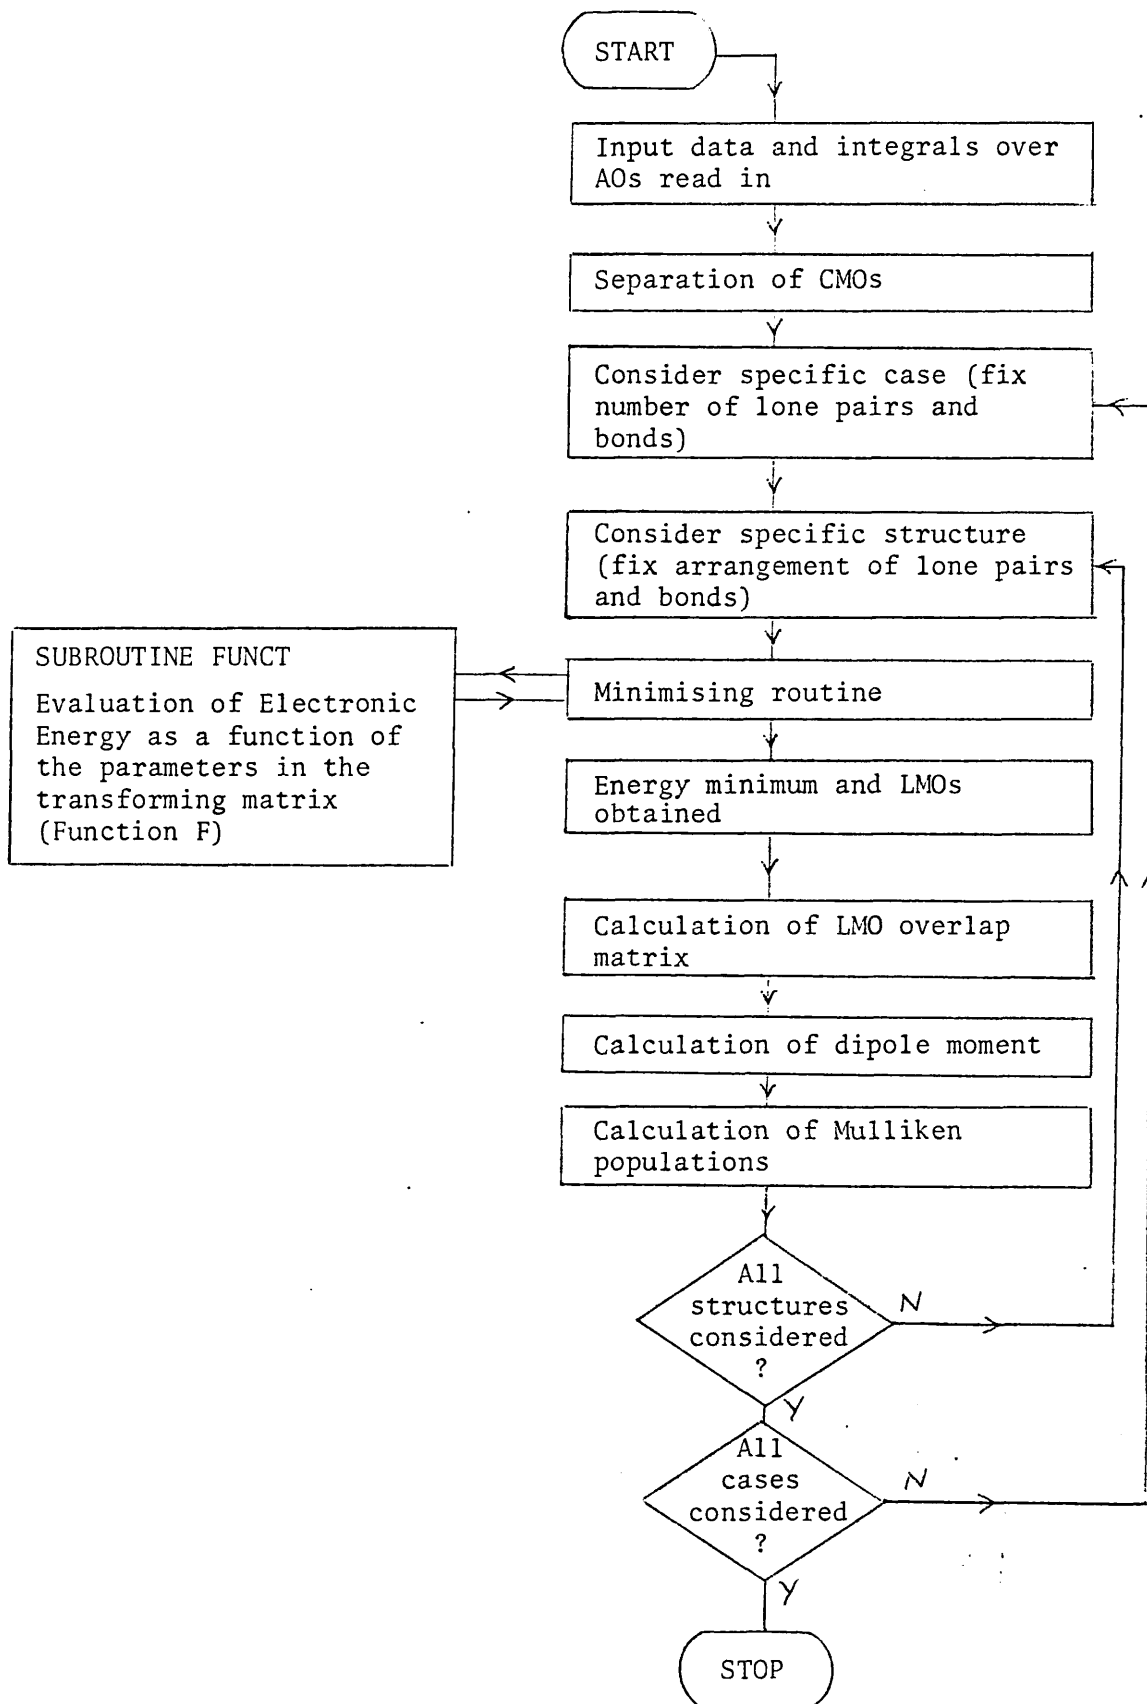 START
Input data and integrals over
AOs read in
Separation of CMOs
Consider specific case (fix
number of lone pairs and
bonds)
Consider specific structure
(fix arrangement of lone pairs
and bonds)
SUBROUTINE FUNCT
Evaluation of Electronic
Energy as a function of
the parameters in the
transforming matrix
(Function F)
Minimising routine
Energy minimum and LMOs
obtained
Calculation of LMO overlap
matrix
Calculation of dipole moment
Calculation of Mulliken
populations
All
structures
considered
?
N
Y
All
cases
considered
?
N
Y
STOP